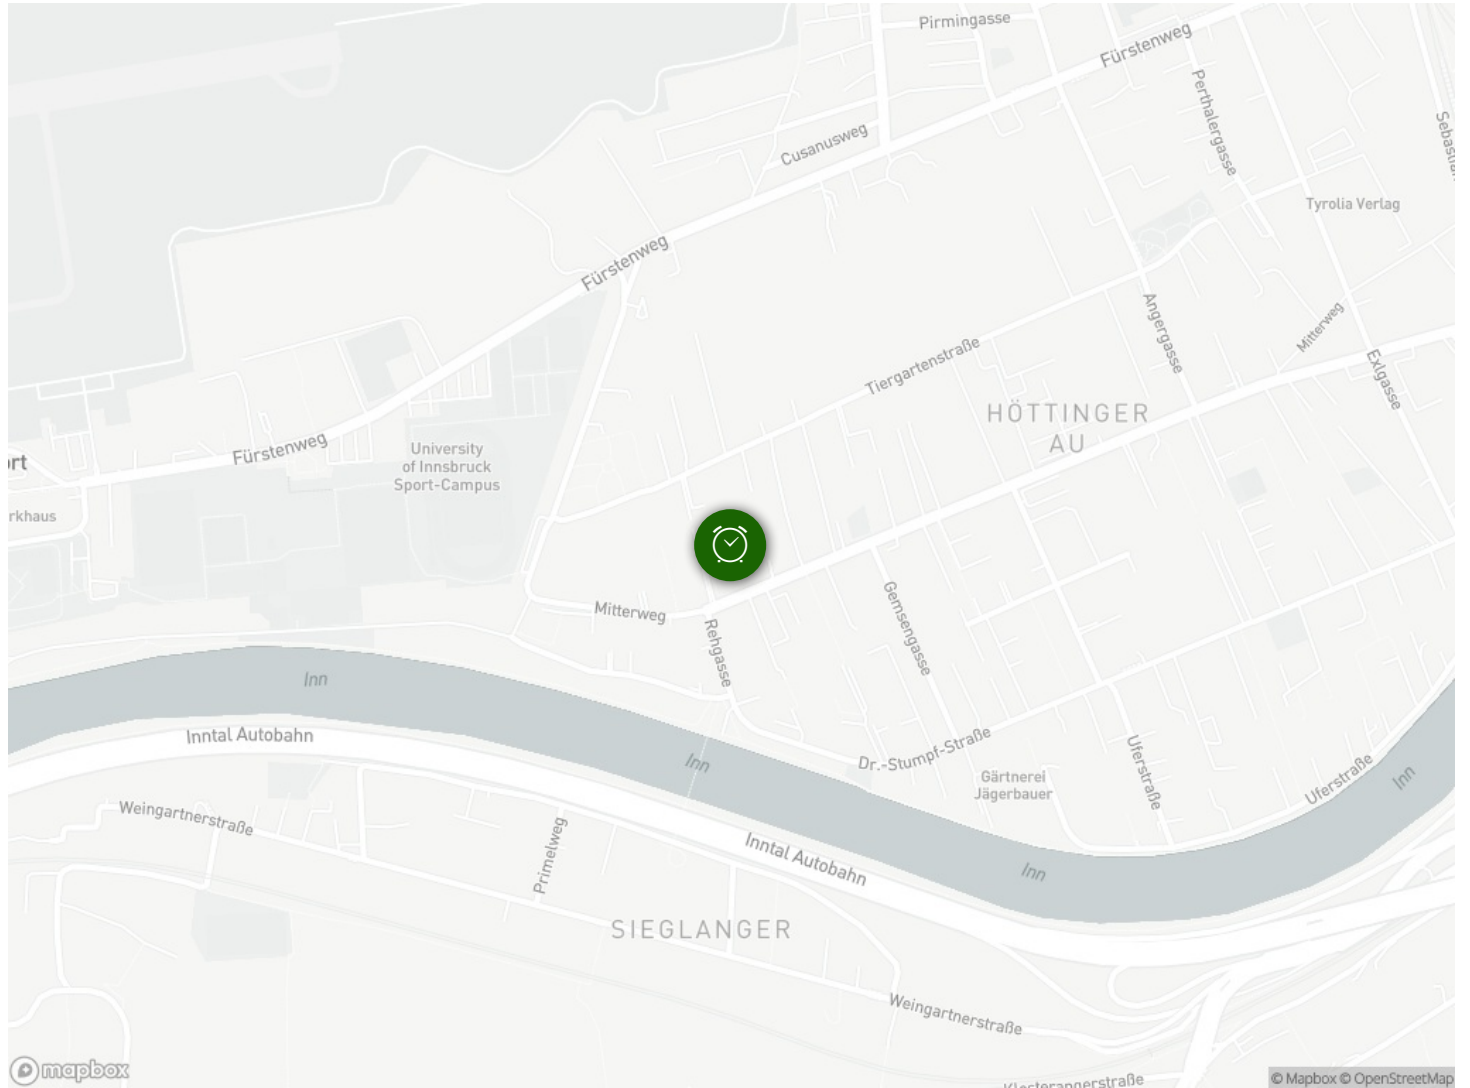 Pirmingasse
Fürstenweg
Perthalergasse
Cusanusweg
Tyrolia Verlag
Fürstenweg
Angergasse
Mitterweg
Tiergartenstraße
Exlgasse
HÖTTINGER
AU
Fürstenweg
University
of Innsbruck
Sport-Campus
ort
rkhaus
Mitterweg
Rehgasse
Gemsengasse
Inn
Inntal Autobahn
Inn
Dr.-Stumpf-Straße
Gärtnerei
Jägerbauer
Uferstraße
Uferstraße
Inn
Weingartnerstraße
Primelweg
Inntal Autobahn
Inn
SIEGLANGER
Weingartnerstraße
Klosterangerstraße
mapbox
© Mapbox © OpenStreetMap